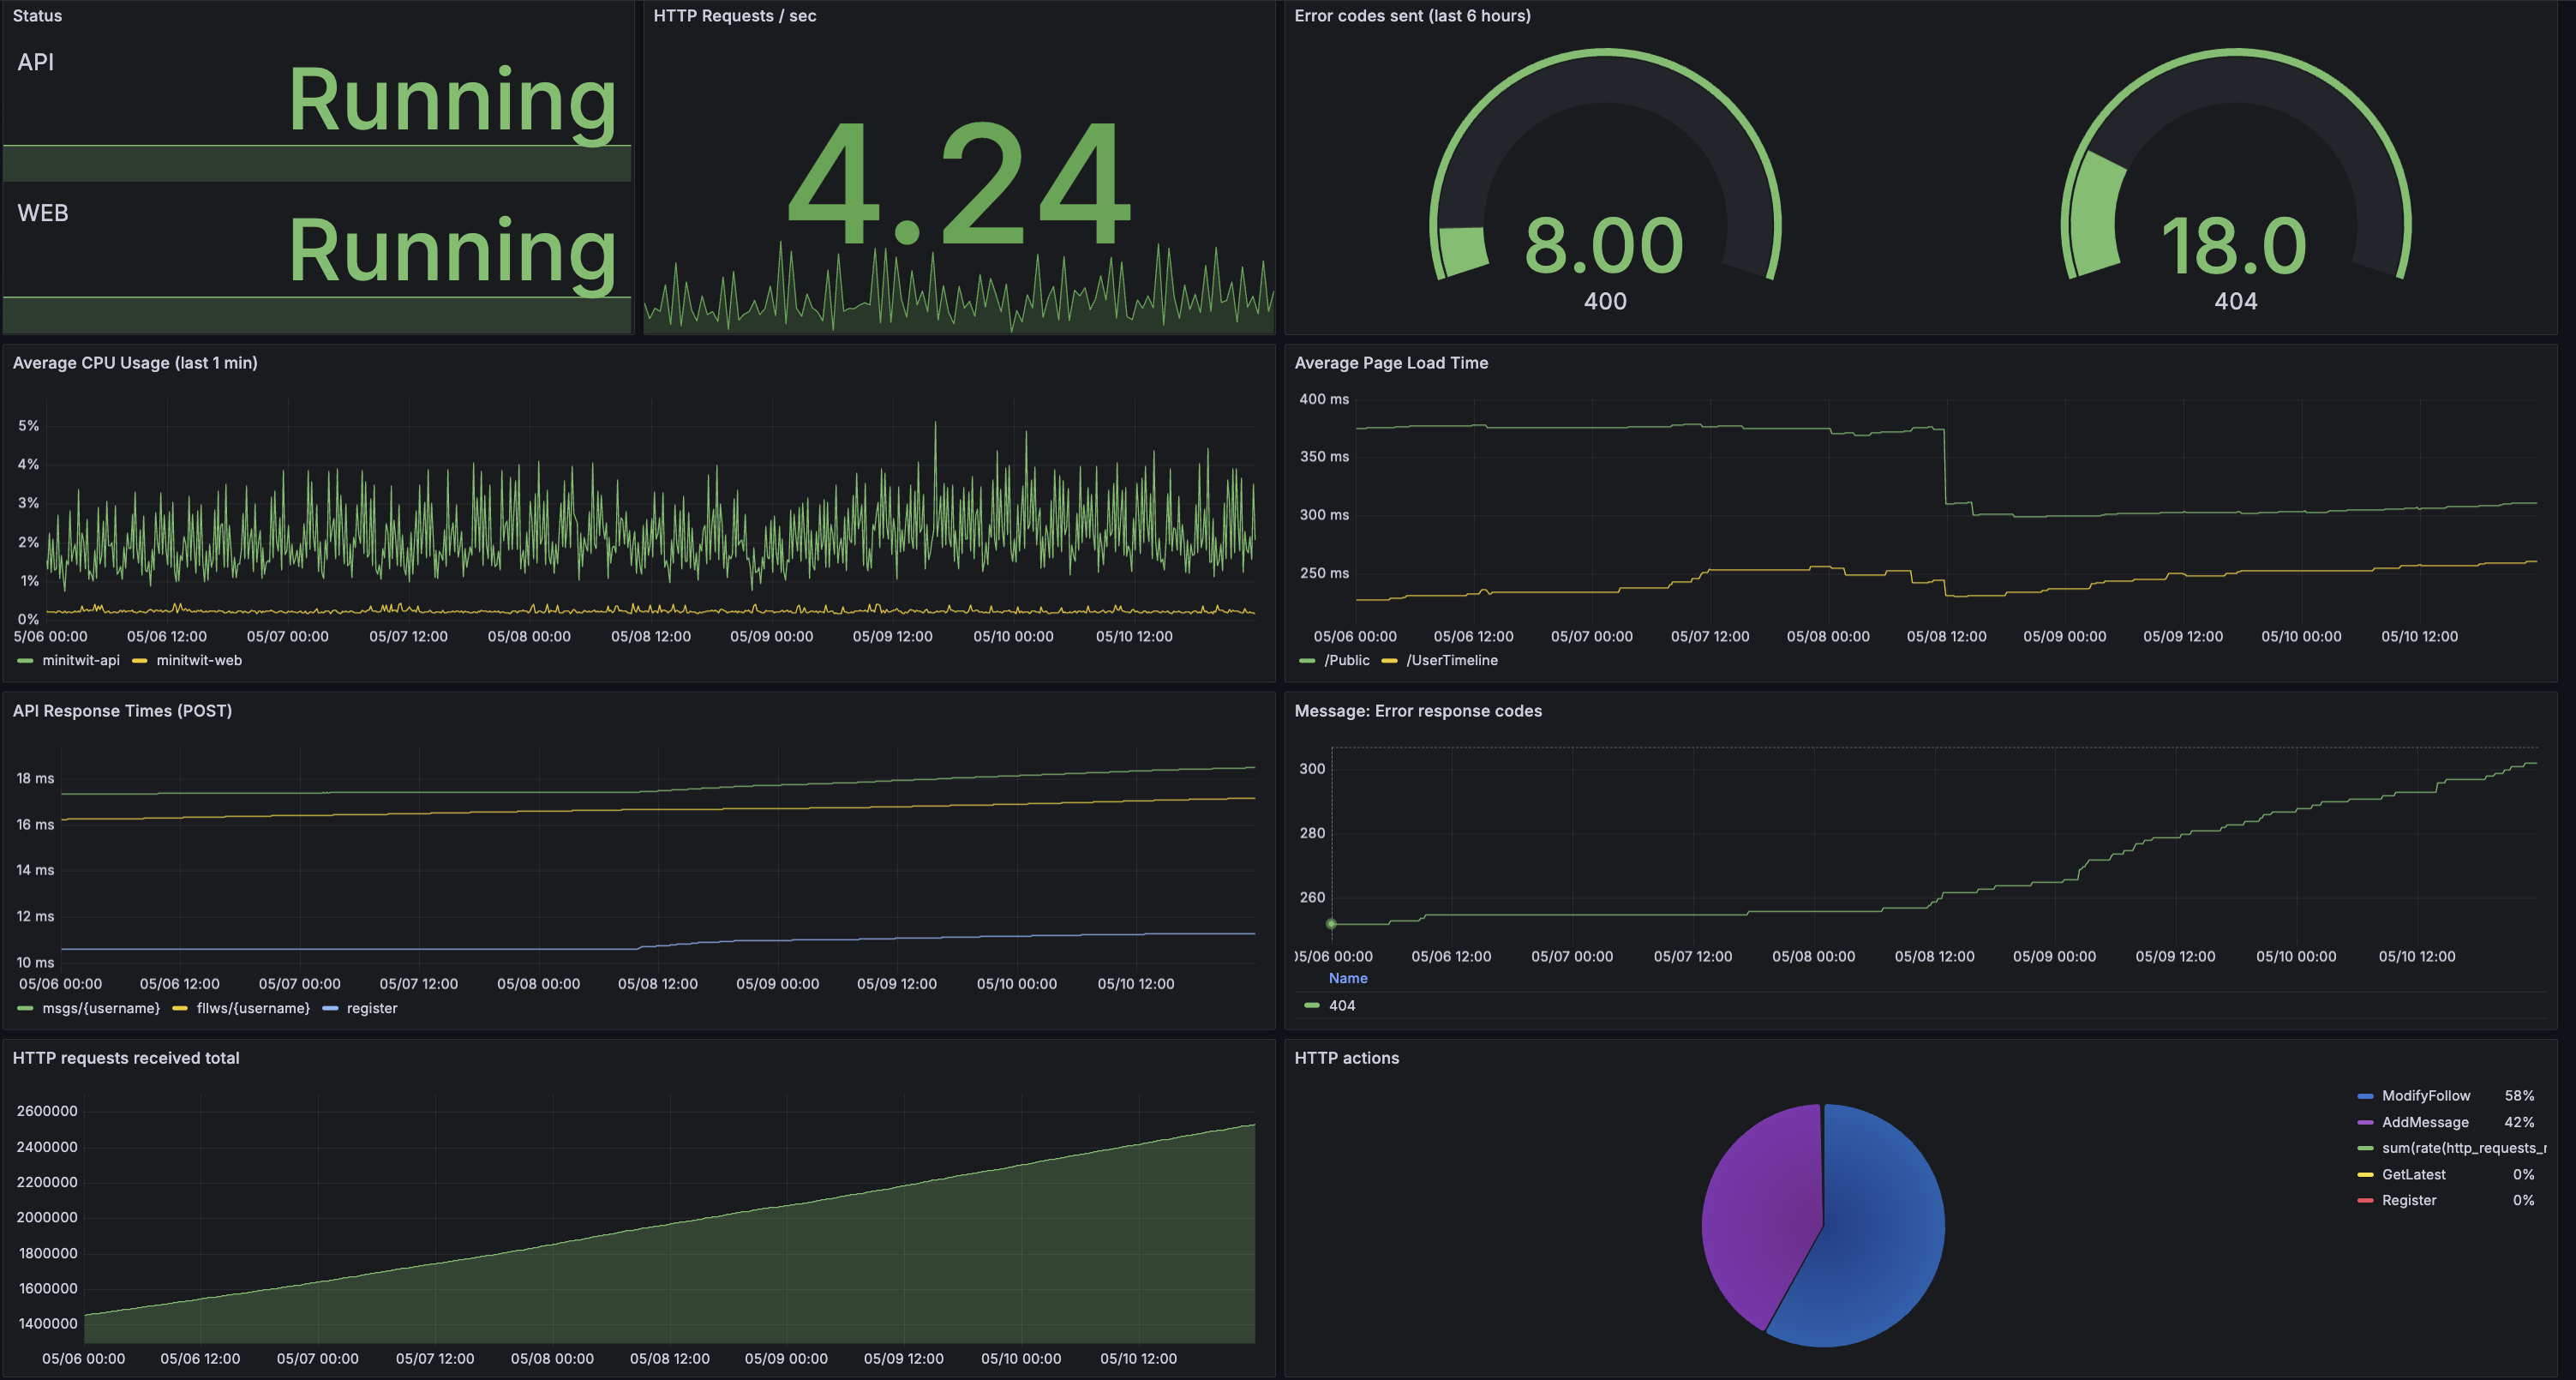 Status
API
Running
WEB
Running
HTTP Requests / sec
4.24
Error codes sent (last 6 hours)
8.00
400
18.0
404
Average CPU Usage (last 1 min)
5%
4%
3%
2%
1%
0%
5/06 00:00 05/06 12:00 05/07 00:00 05/07 12:00 05/08 00:00 05/08 12:00 05/09 00:00 05/09 12:00 05/10 00:00 05/10 12:00
minitwit-api minitwit-web
Average Page Load Time
400 ms
350 ms
300 ms
250 ms
05/06 00:00 05/06 12:00 05/07 00:00 05/07 12:00 05/08 00:00 05/08 12:00 05/09 00:00 05/09 12:00 05/10 00:00 05/10 12:00
/Public /UserTimeline
API Response Times (POST)
18 ms
16 ms
14 ms
12 ms
10 ms
05/06 00:00 05/06 12:00 05/07 00:00 05/07 12:00 05/08 00:00 05/08 12:00 05/09 00:00 05/09 12:00 05/10 00:00 05/10 12:00
msgs/{username} fllws/{username} register
Message: Error response codes
300
280
260
05/06 00:00 05/06 12:00 05/07 00:00 05/07 12:00 05/08 00:00 05/08 12:00 05/09 00:00 05/09 12:00 05/10 00:00 05/10 12:00
Name
404
HTTP requests received total
2600000
2400000
2200000
2000000
1800000
1600000
1400000
05/06 00:00 05/06 12:00 05/07 00:00 05/07 12:00 05/08 00:00 05/08 12:00 05/09 00:00 05/09 12:00 05/10 00:00 05/10 12:00
HTTP actions
ModifyFollow 58%
AddMessage 42%
sum(rate(http_requests_r
GetLatest 0%
Register 0%